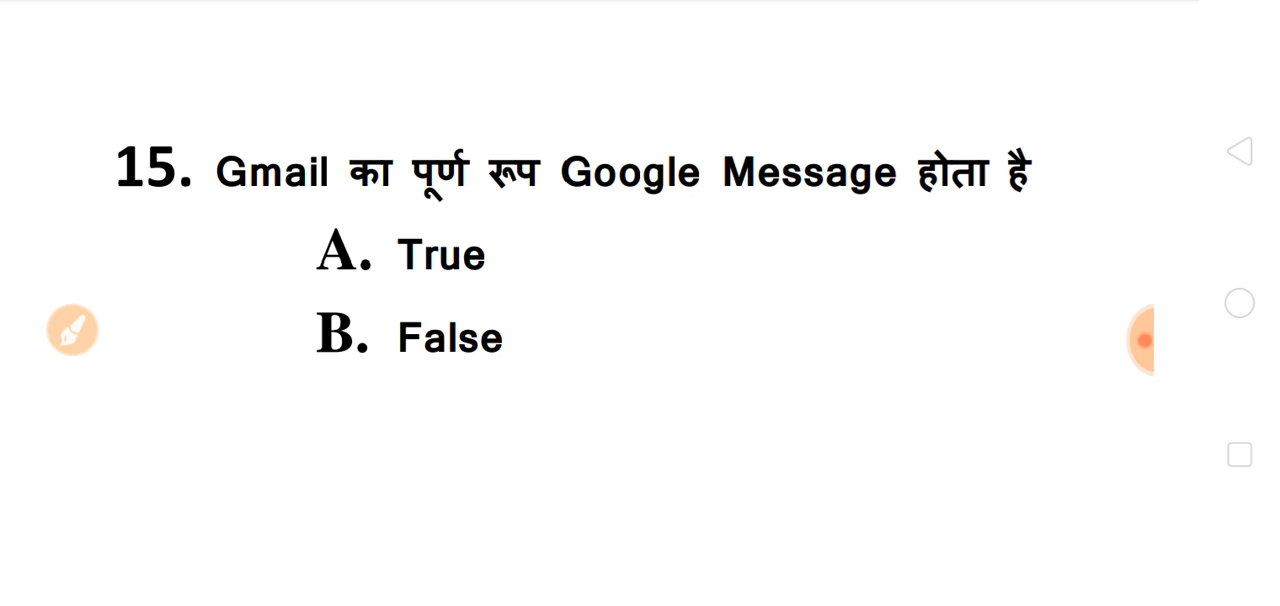 15. Gmail का पूर्ण रूप Google Message होता है
A. True
B. False